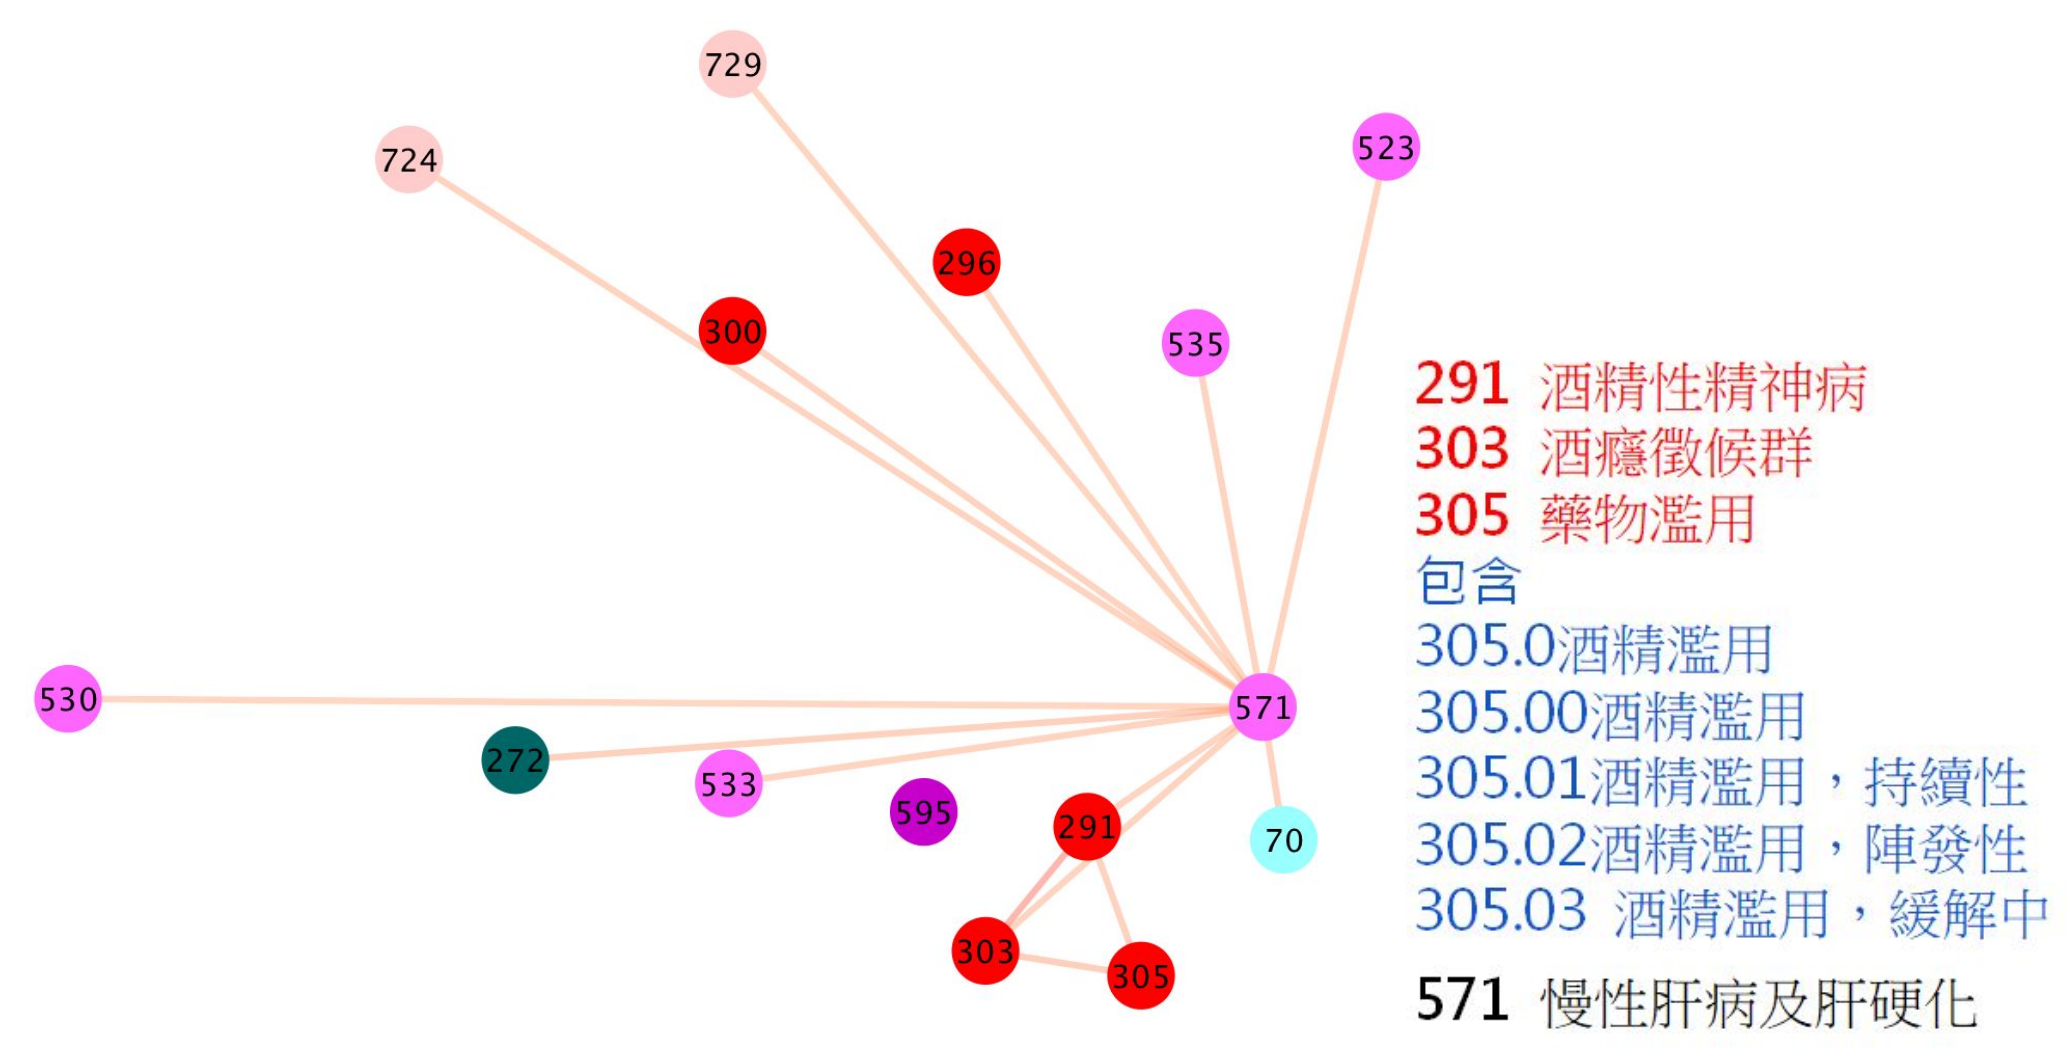 729
724
523
296
300
535
291 酒精性精神病
303 酒癮徵候群
305 藥物濫用
包含
305.0酒精濫用
305.00酒精濫用
305.01酒精濫用，持續性
305.02酒精濫用，陣發性
305.03 酒精濫用，緩解中
571 慢性肝病及肝硬化
530
571
272
533
595
291
70
303
305